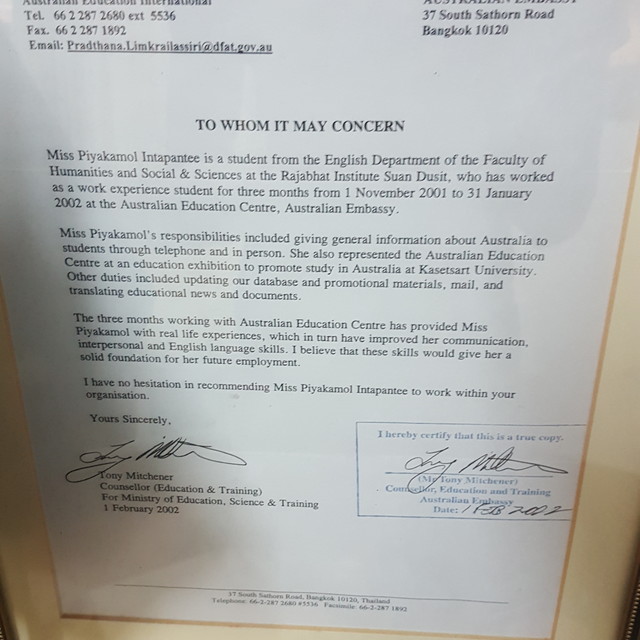 Australian Education International
AUSTRALIAN EMBASSY
Tel. 66 2 287 2680 ext 5536
37 South Sathorn Road
Fax. 66 2 287 1892
Bangkok 10120
Email: Pradthana.Limkrailassiri@dfat.gov.au
TO WHOM IT MAY CONCERN
Miss Piyakamol Intapantee is a student from the English Department of the Faculty of
Humanities and Social & Sciences at the Rajabhat Institute Suan Dusit, who has worked
as a work experience student for three months from 1 November 2001 to 31 January
2002 at the Australian Education Centre, Australian Embassy.
Miss Piyakamol's responsibilities included giving general information about Australia to
students through telephone and in person. She also represented the Australian Education
Centre at an education exhibition to promote study in Australia at Kasetsart University.
Other duties included updating our database and promotional materials, mail, and
translating educational news and documents.
The three months working with Australian Education Centre has provided Miss
Piyakamol with real life experiences, which in turn have improved her communication,
interpersonal and English language skills. I believe that these skills would give her a
solid foundation for her future employment.
I have no hesitation in recommending Miss Piyakamol Intapantee to work within your
organisation.
Yours Sincerely,
Tony Mitchener
Counsellor (Education & Training)
For Ministry of Education, Science & Training
1 February 2002
I hereby certify that this is a true copy.
(Mr Tony Mitchener)
Counsellor, Education and Training
Australian Embassy
Date: 1 FEB 2002
37 South Sathorn Road, Bangkok 10120, Thailand
Telephone: 66-2-287 2680 #5536 Facsimile: 66-2-287 1892